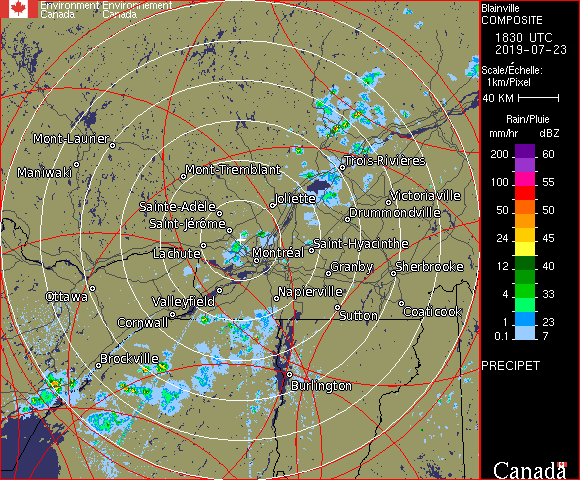 Environment Environnement
Canada Canada
Blainville
COMPOSITE
1830 UTC
2019-07-23
Scale/Échelle:
1km/Pixel
40 KM
Rain/Pluie
mm/hr dBZ
200 60
100 55
50 50
24 45
12 40
4 33
1 23
0.1 7
PRECIPET
Canada
Mont-Laurier
Maniwaki
Mont-Tremblant
Trois-Rivières
Joliette
Victoriaville
Sainte-Adèle
Drummondville
Saint-Jérôme
Saint-Hyacinthe
Lachute
Montréal
Granby
Sherbrooke
Ottawa
Valleyfield
Napierville
Cornwall
Sutton
Coaticook
Brockville
Burlington